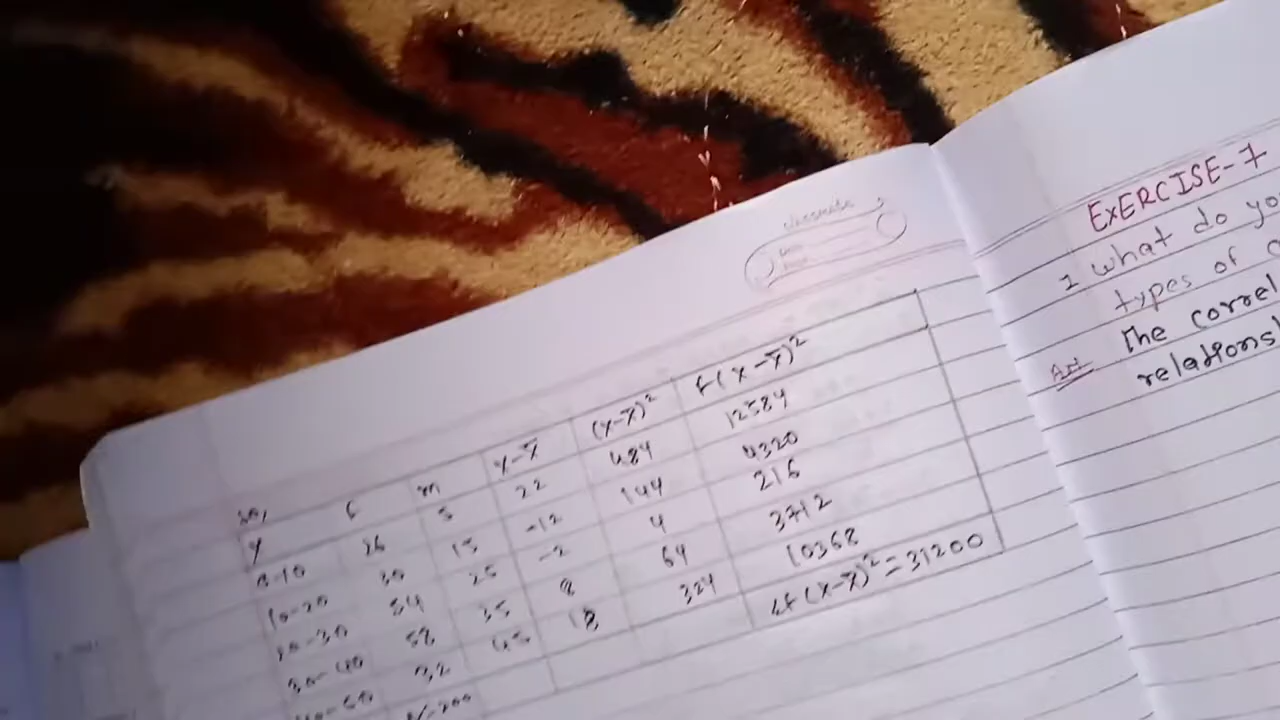 x-x̄ (x-x̄)² f(x-x̄)²
y f m 22 484 12584
0-10 26 5 -12 144 4320
10-20 30 15 -2 4 216
20-30 54 25 8 64 3712
30-40 58 35 18 324 10368
32 45 Σf(x-x̄)²=31200
EXERCISE-7
1 What do yo
types of
Ans The correl
relations